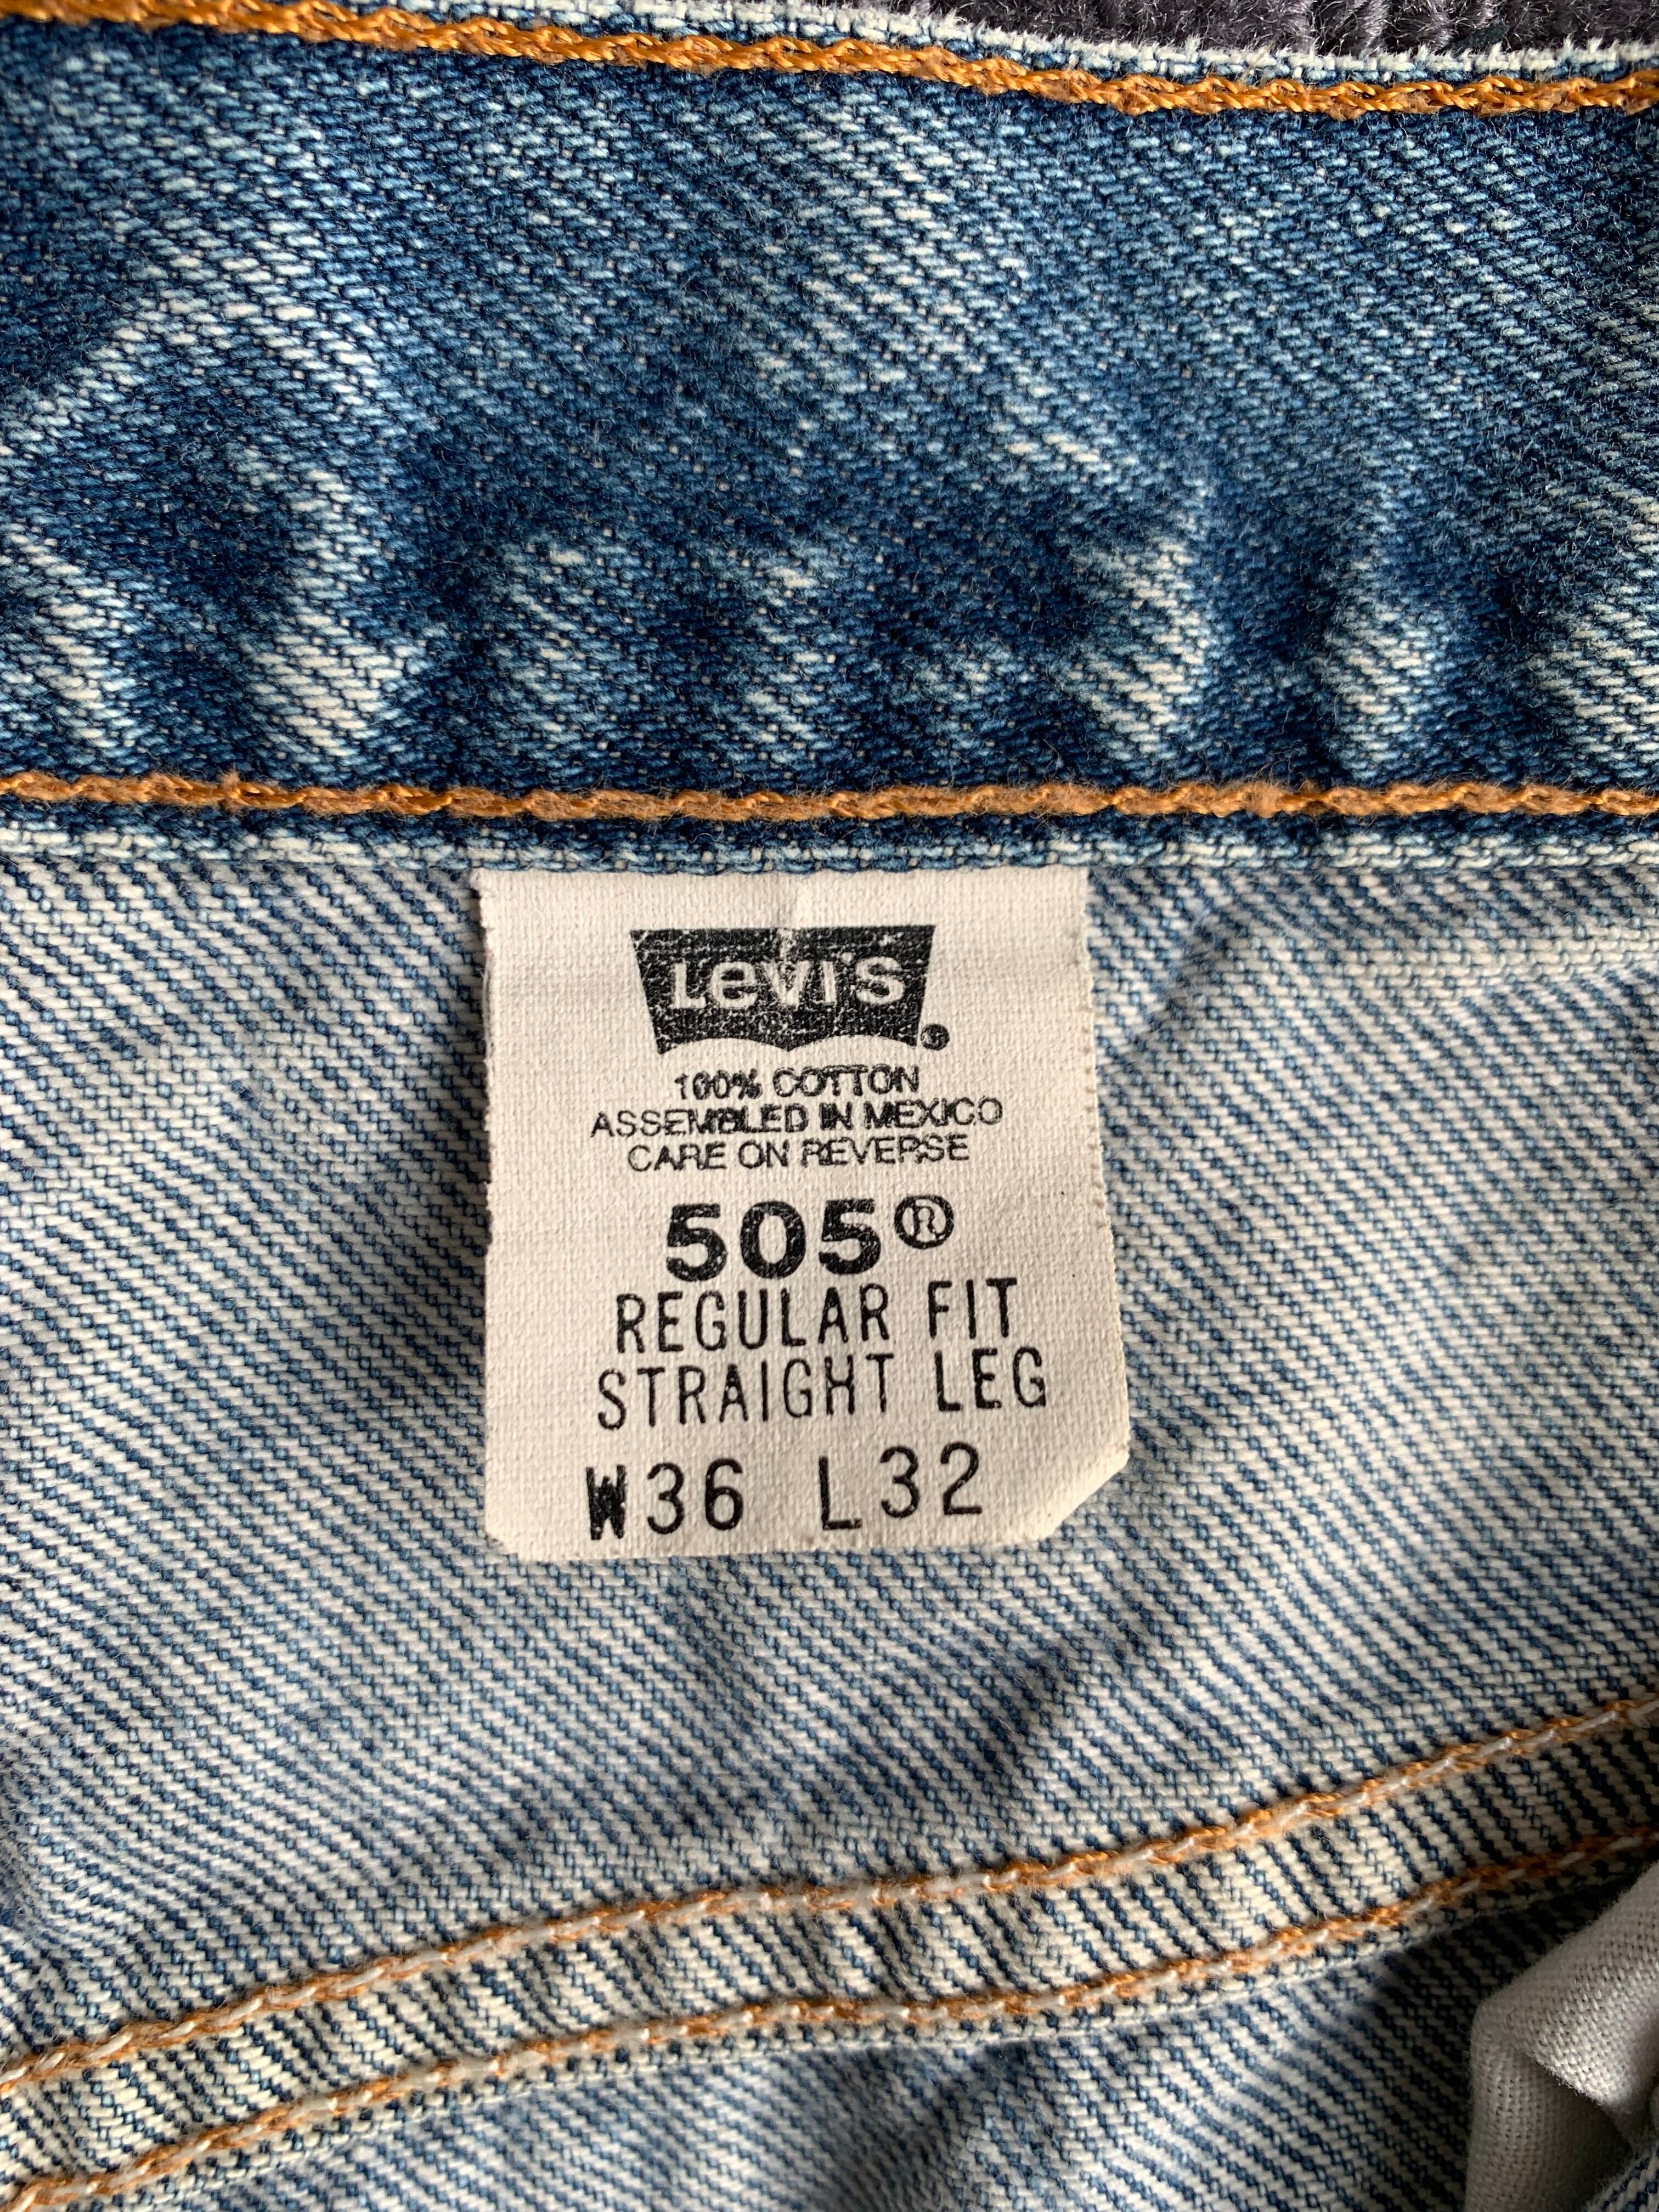 Levi's
100% COTTON
ASSEMBLED IN MEXICO
CARE ON REVERSE
505®
REGULAR FIT
STRAIGHT LEG
W36 L32